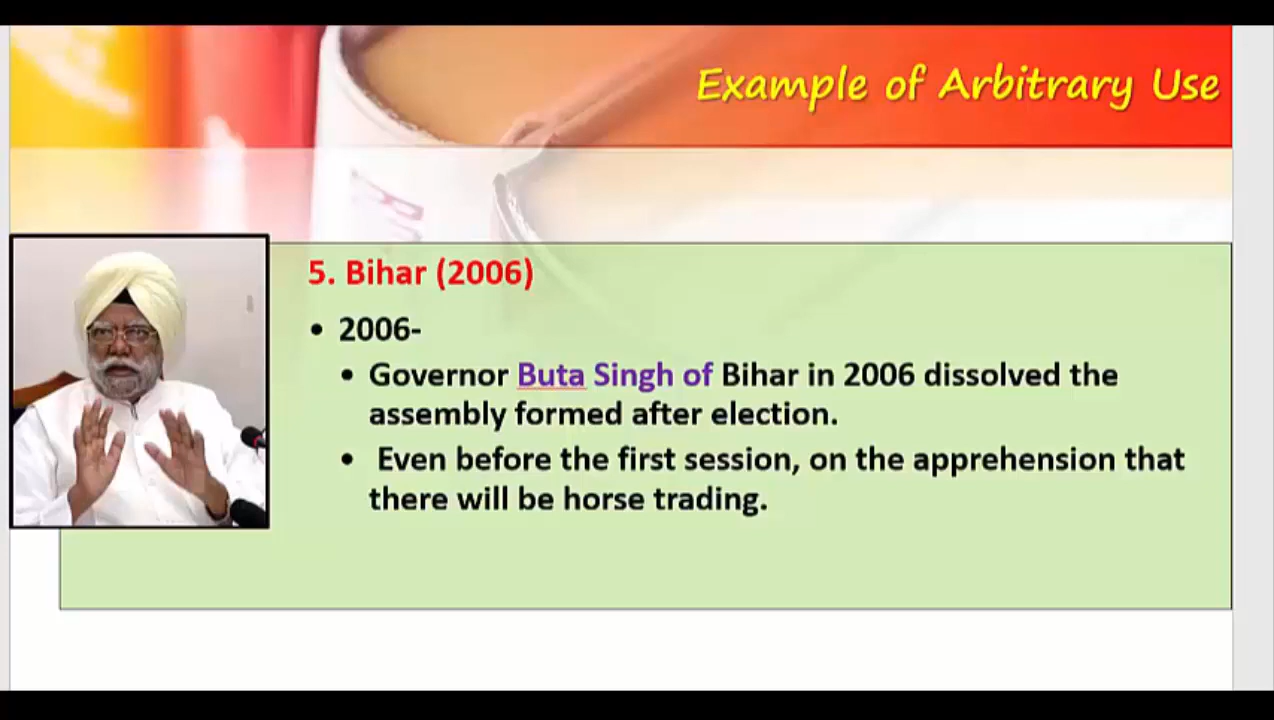 Example of Arbitrary Use
5. Bihar (2006)
• 2006-
• Governor Buta Singh of Bihar in 2006 dissolved the
assembly formed after election.
• Even before the first session, on the apprehension that
there will be horse trading.